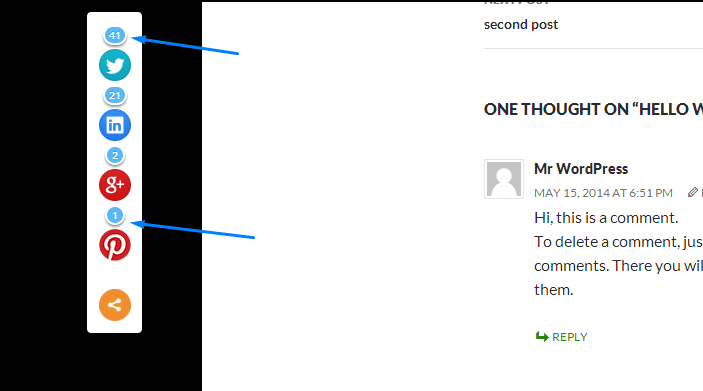 41
21
in
2
g+
1
NEXT POST
second post
ONE THOUGHT ON “HELLO W
Mr WordPress
MAY 15, 2014 AT 6:51 PM
Hi, this is a comment.
To delete a comment, jus
comments. There you wil
them.
REPLY